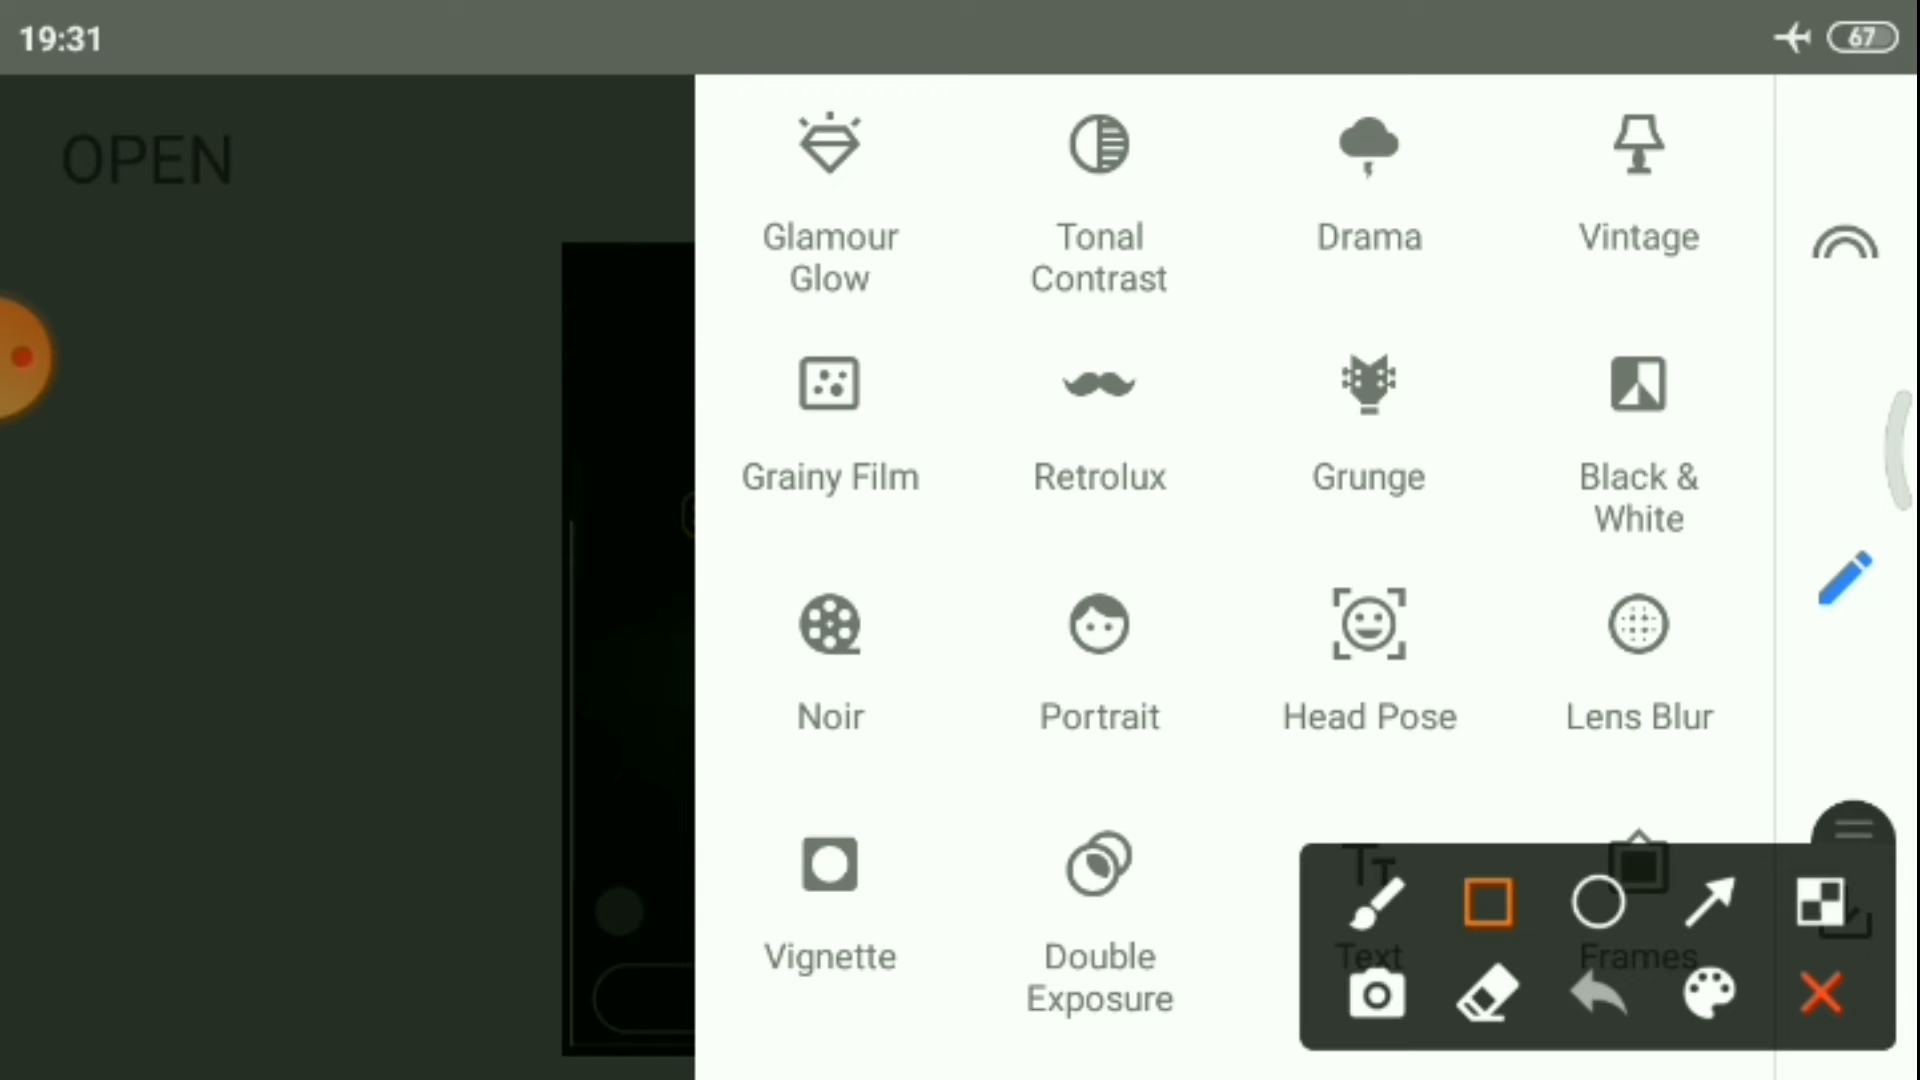 19:31
67
OPEN
Glamour
Glow
Tonal
Contrast
Drama
Vintage
Grainy Film
Retrolux
Grunge
Black &
White
Noir
Portrait
Head Pose
Lens Blur
Vignette
Double
Exposure
Text
Frames